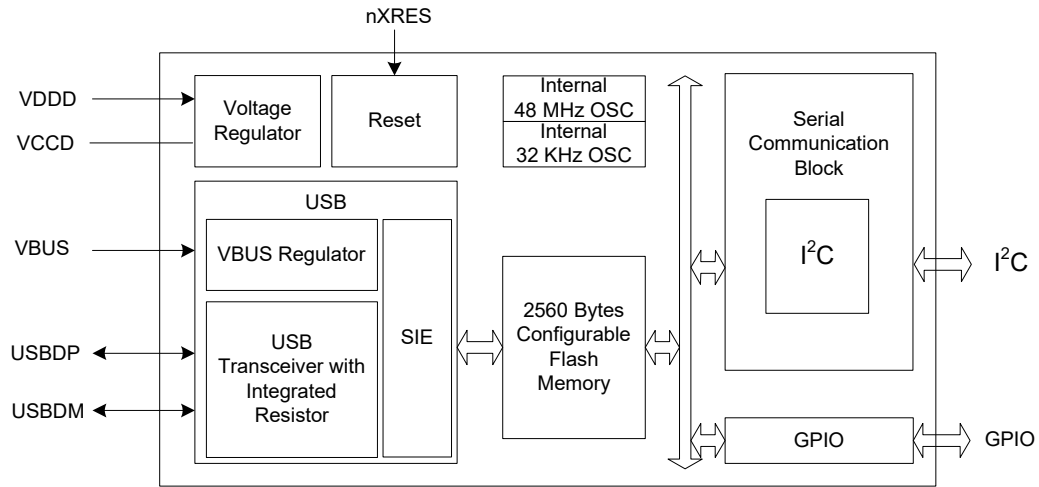 nXRES
VDDD
VCCD
Voltage
Regulator
Reset
Internal
48 MHz OSC
Internal
32 KHz OSC
Serial
Communication
Block
I²C
I²C
USB
VBUS
VBUS Regulator
SIE
USBDP
USBDM
USB
Transceiver with
Integrated
Resistor
2560 Bytes
Configurable
Flash
Memory
GPIO
GPIO